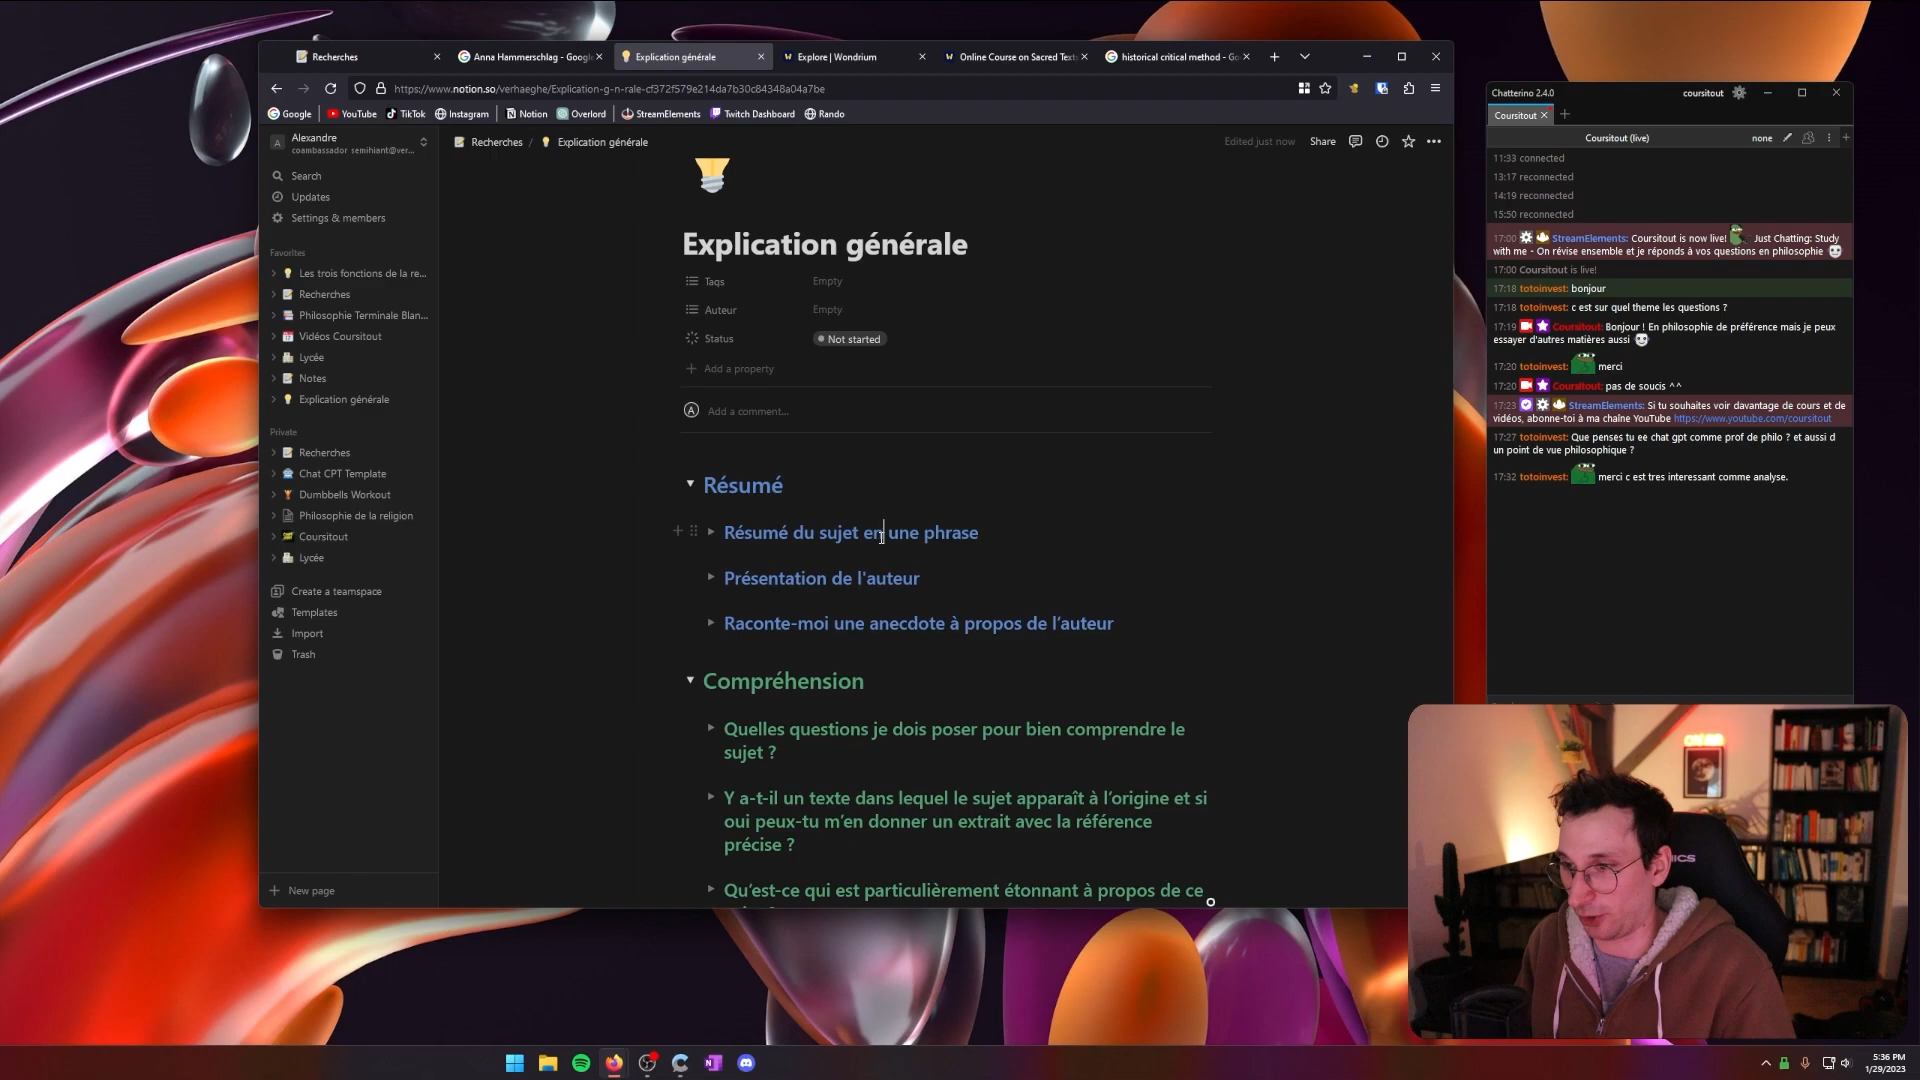 Recherches
Anna Hammerschlag - Google
Explication générale
Explore | Wondrium
Online Course on Sacred Texts
historical critical method - Go
https://www.notion.so/verhaeghe/Explication-g-n-rale-cf372f579e214da7b30c84348a04a7be
Google
YouTube
TikTok
Instagram
Notion
Overlord
StreamElements
Twitch Dashboard
Rando
A
Alexandre
coambassador semihiant@ver...
Search
Updates
Settings & members
Favorites
Les trois fonctions de la re...
Recherches
Philosophie Terminale Blan...
Vidéos Coursitout
Lycée
Notes
Explication générale
Private
Recherches
Chat CPT Template
Dumbbells Workout
Philosophie de la religion
Coursitout
Lycée
Create a teamspace
Templates
Import
Trash
New page
Recherches / Explication générale
Edited just now
Share
Explication générale
Tags Empty
Auteur Empty
Status Not started
Add a property
A Add a comment...
Résumé
Résumé du sujet en une phrase
Présentation de l'auteur
Raconte-moi une anecdote à propos de l’auteur
Compréhension
Quelles questions je dois poser pour bien comprendre le
sujet ?
Y a-t-il un texte dans lequel le sujet apparaît à l’origine et si
oui peux-tu m’en donner un extrait avec la référence
précise ?
Qu’est-ce qui est particulièrement étonnant à propos de ce
Chatterino 2.4.0
coursitout
Coursitout
Coursitout (live)
none
11:33 connected
13:17 reconnected
14:19 reconnected
15:50 reconnected
17:00 StreamElements: Coursitout is now live! Just Chatting: Study
with me - On révise ensemble et je réponds à vos questions en philosophie
17:00 Coursitout is live!
17:18 totoinvest: bonjour
17:18 totoinvest: c est sur quel theme les questions ?
17:19 Coursitout: Bonjour ! En philosophie de préférence mais je peux
essayer d'autres matières aussi
17:20 totoinvest: merci
17:20 Coursitout: pas de soucis ^^
17:23 StreamElements: Si tu souhaites voir davantage de cours et de
vidéos, abonne-toi à ma chaîne YouTube https://www.youtube.com/coursitout
17:27 totoinvest: Que penses tu ee chat gpt comme prof de philo ? et aussi d
un point de vue philosophique ?
17:32 totoinvest: merci c est tres interessant comme analyse.
5:36 PM
1/29/2023